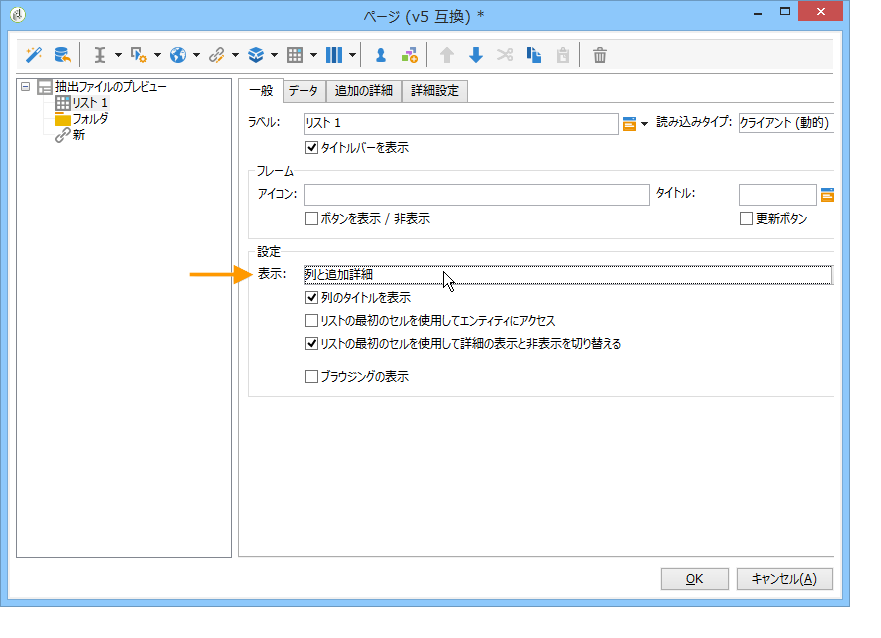 ページ (v5 互換) *
抽出ファイルのプレビュー
リスト 1
フォルダ
新
一般 データ 追加の詳細 詳細設定
ラベル: リスト 1 読み込みタイプ: クライアント (動的)
タイトルバーを表示
フレーム
アイコン: タイトル:
ボタンを表示 / 非表示 更新ボタン
設定
表示: 列と追加詳細
列のタイトルを表示
リストの最初のセルを使用してエンティティにアクセス
リストの最初のセルを使用して詳細の表示と非表示を切り替える
ブラウジングの表示
OK キャンセル(A)